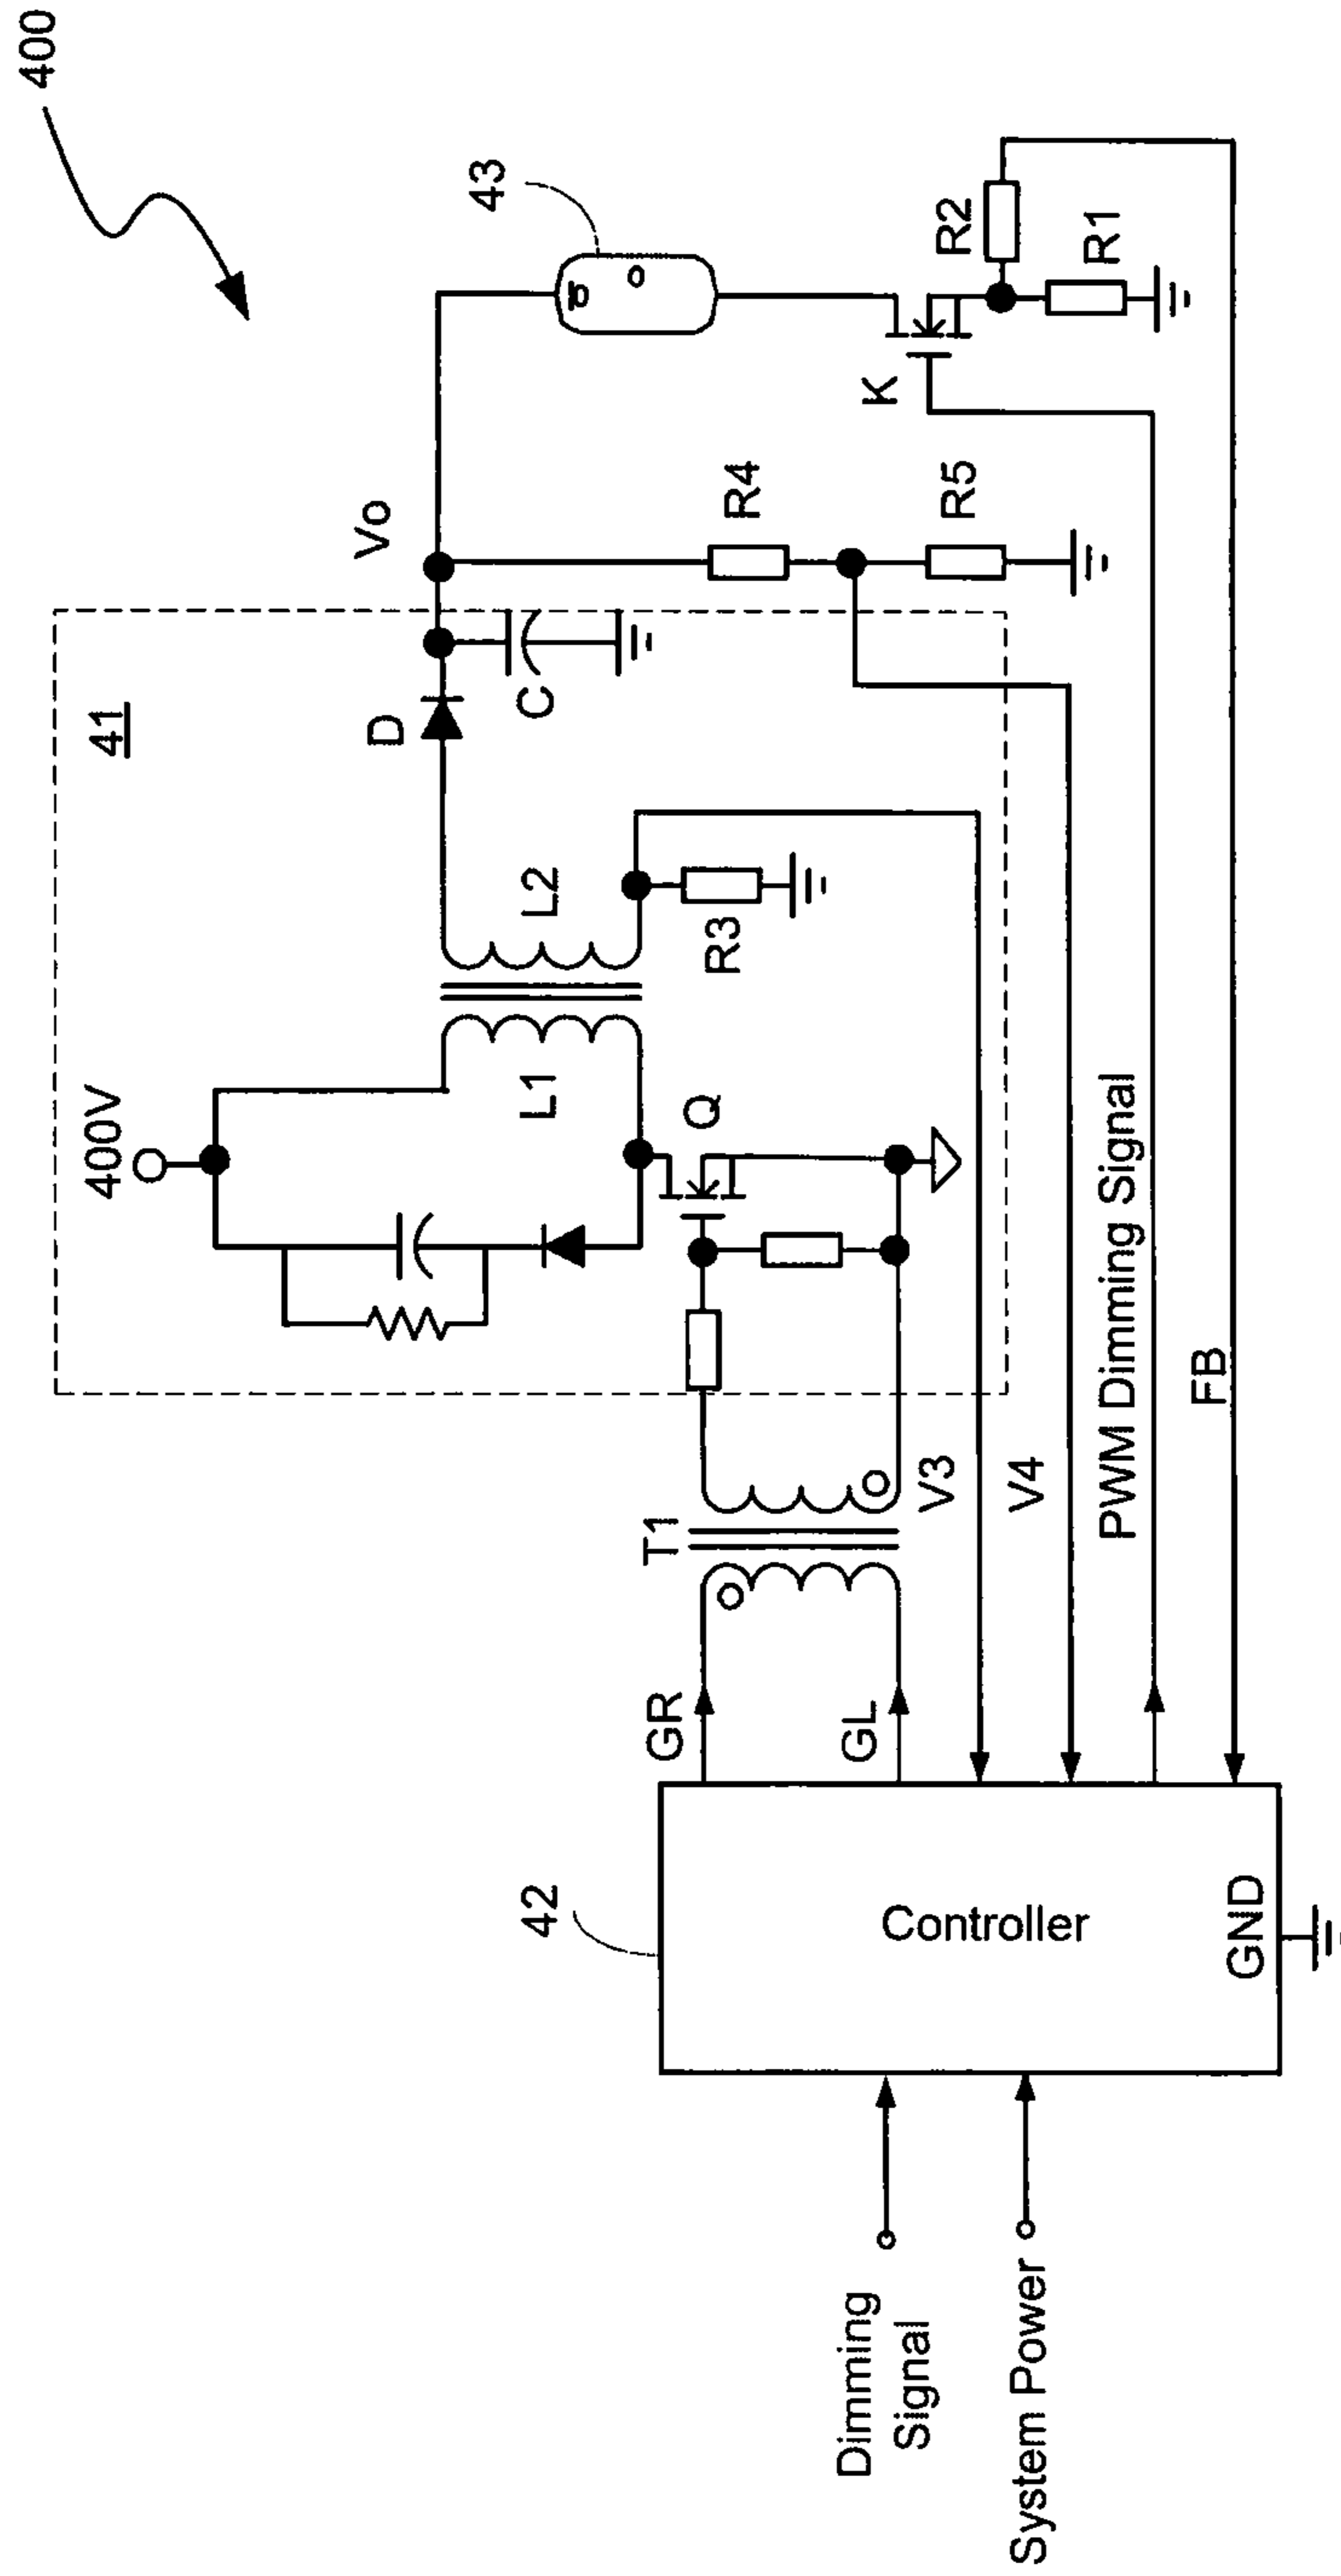 400
41
400V
D
Vo
43
C
L1
L2
Q
R3
R4
R5
K
R2
R1
T1
GR
GL
V3
V4
PWM Dimming Signal
FB
42
Controller
GND
Dimming
Signal
System Power